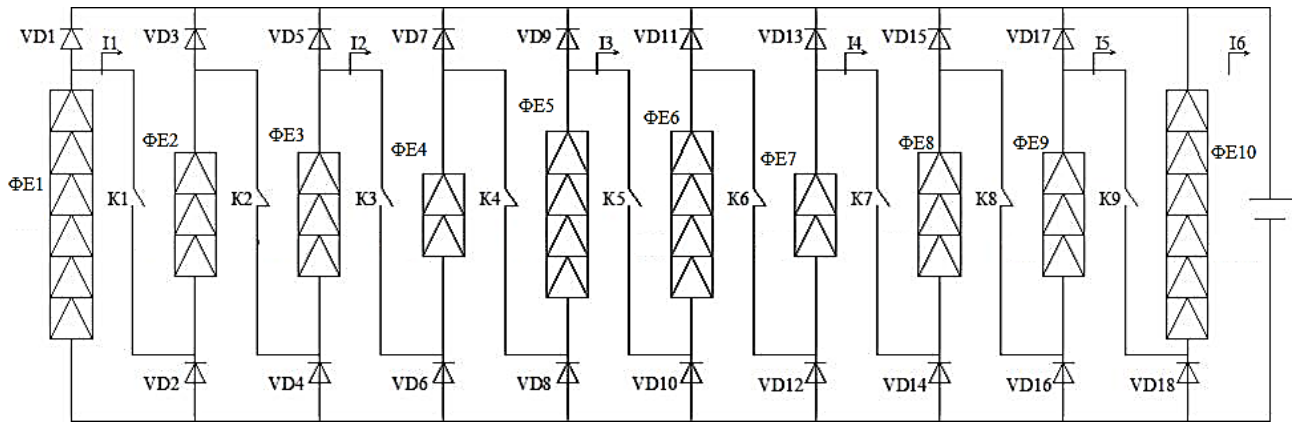 VD1 I1 VD3 VD5 I2 VD7 VD9 I3 VD11 VD13 I4 VD15 VD17 I5 I6
ФЕ5 ФЕ6
ФЕ2 ФЕ3 ФЕ4 ФЕ7 ФЕ8 ФЕ9 ФЕ10
ФЕ1 K1 K2 K3 K4 K5 K6 K7 K8 K9
VD2 VD4 VD6 VD8 VD10 VD12 VD14 VD16 VD18